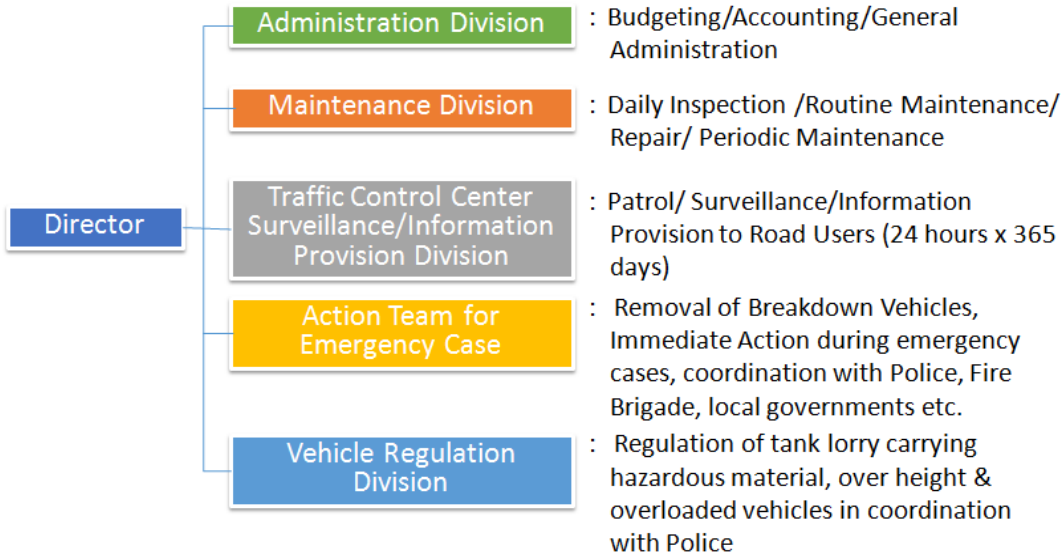 Administration Division
: Budgeting/Accounting/General
Administration
Maintenance Division
: Daily Inspection /Routine Maintenance/
Repair/ Periodic Maintenance
Director
Traffic Control Center
Surveillance/Information
Provision Division
: Patrol/ Surveillance/Information
Provision to Road Users (24 hours x 365
days)
Action Team for
Emergency Case
: Removal of Breakdown Vehicles,
Immediate Action during emergency
cases, coordination with Police, Fire
Brigade, local governments etc.
Vehicle Regulation
Division
: Regulation of tank lorry carrying
hazardous material, over height &
overloaded vehicles in coordination
with Police